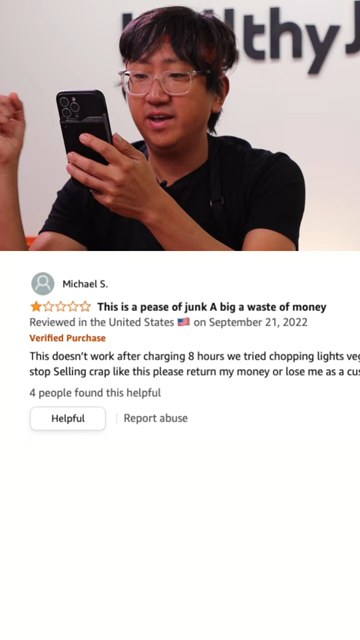 lthy
Michael S.
This is a pease of junk A big a waste of money
Reviewed in the United States 🇺🇸 on September 21, 2022
Verified Purchase
This doesn't work after charging 8 hours we tried chopping lights
stop Selling crap like this please return my money or lose me as a
4 people found this helpful
Helpful
Report abuse